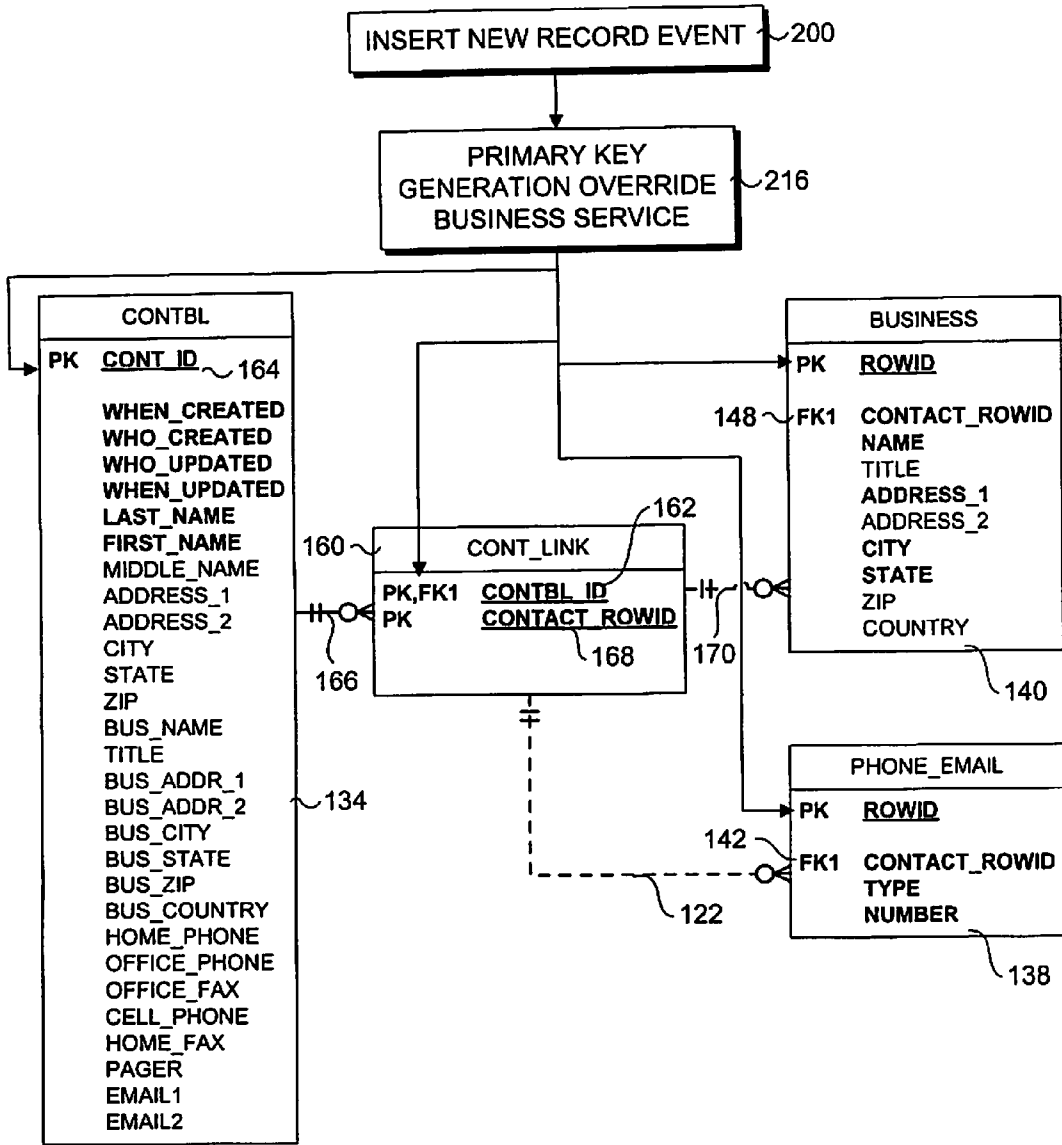 INSERT NEW RECORD EVENT
200
PRIMARY KEY
GENERATION OVERRIDE
BUSINESS SERVICE
216
CONTBL
PK CONT_ID
164
WHEN_CREATED
WHO_CREATED
WHO_UPDATED
WHEN_UPDATED
LAST_NAME
FIRST_NAME
MIDDLE_NAME
ADDRESS_1
ADDRESS_2
CITY
STATE
ZIP
BUS_NAME
TITLE
BUS_ADDR_1
BUS_ADDR_2
BUS_CITY
BUS_STATE
BUS_ZIP
BUS_COUNTRY
HOME_PHONE
OFFICE_PHONE
OFFICE_FAX
CELL_PHONE
HOME_FAX
PAGER
EMAIL1
EMAIL2
134
166
160
CONT_LINK
162
PK,FK1 CONTBL_ID
PK CONTACT_ROWID
168
170
122
BUSINESS
PK ROWID
148
FK1 CONTACT_ROWID
NAME
TITLE
ADDRESS_1
ADDRESS_2
CITY
STATE
ZIP
COUNTRY
140
PHONE_EMAIL
PK ROWID
142
FK1 CONTACT_ROWID
TYPE
NUMBER
138